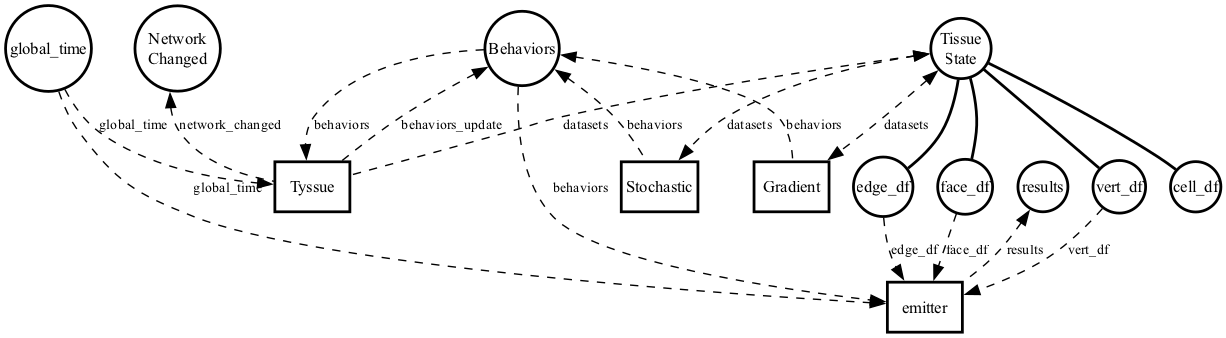 global_time
Network
Changed
Behaviors
Tissue
State
global_time
network_changed
behaviors
behaviors_update
datasets
behaviors
datasets
behaviors
datasets
global_time
Tyssue
behaviors
Stochastic
Gradient
edge_df
face_df
results
vert_df
cell_df
edge_df
face_df
results
vert_df
emitter